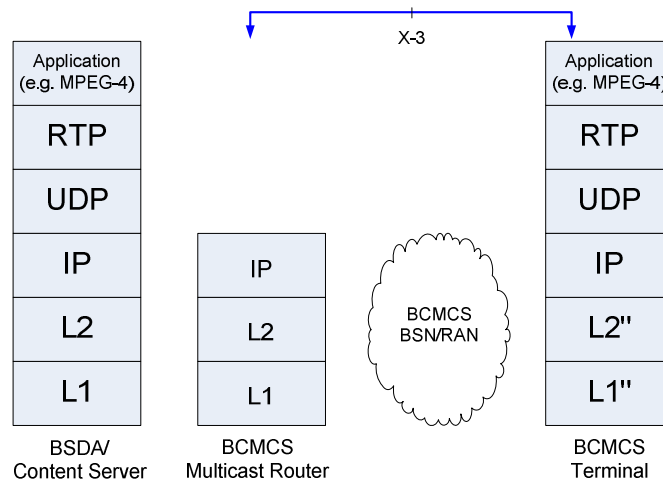 X-3
Application
(e.g. MPEG-4)
RTP
UDP
IP
L2
L1
BSDA/
Content Server
IP
L2
L1
BCMCS
Multicast Router
BCMCS
BSN/RAN
Application
(e.g. MPEG-4)
RTP
UDP
IP
L2"
L1"
BCMCS
Terminal